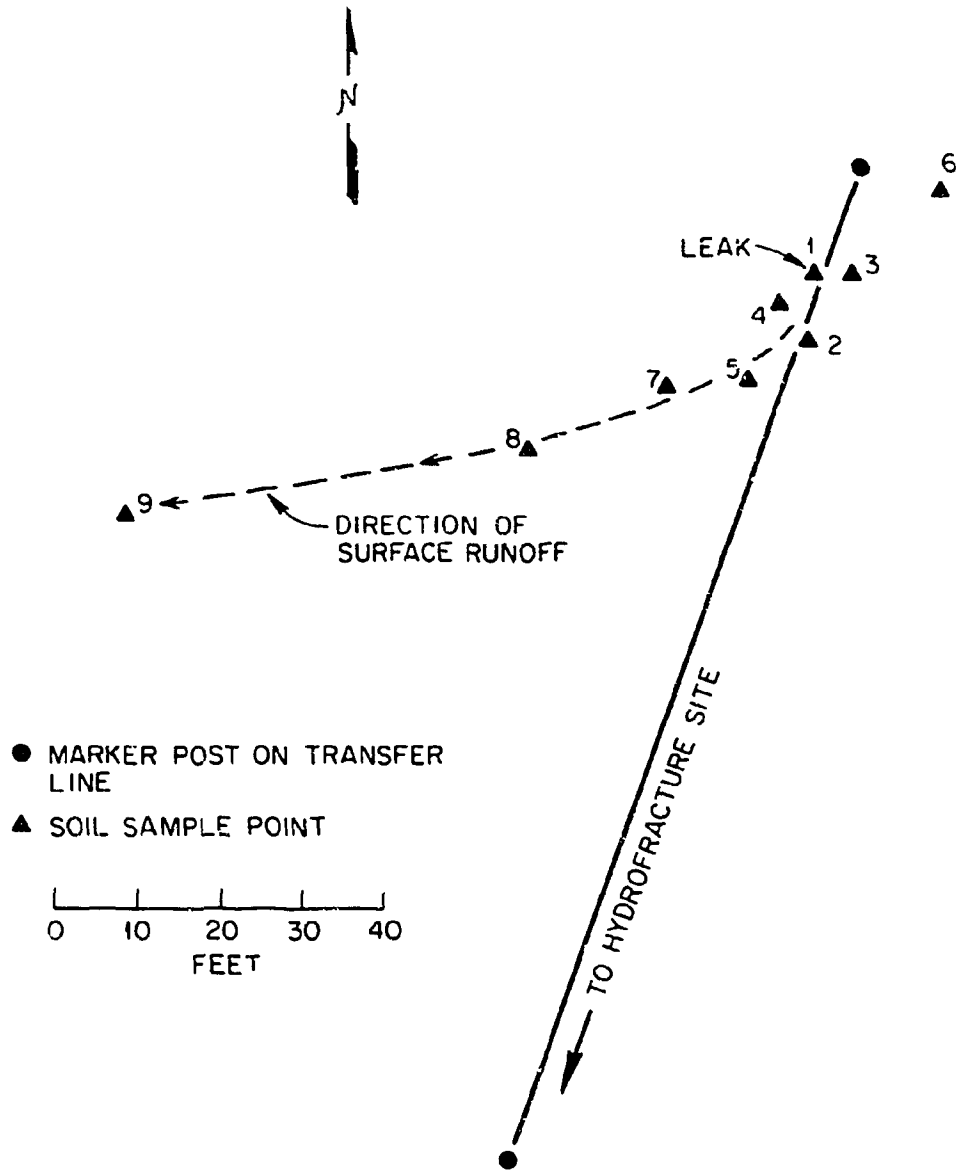 N
6
LEAK
1
3
4
2
7
5
8
9
DIRECTION OF
SURFACE RUNOFF
TO HYDROFRACTURE SITE
MARKER POST ON TRANSFER
LINE
SOIL SAMPLE POINT
0 10 20 30 40
FEET